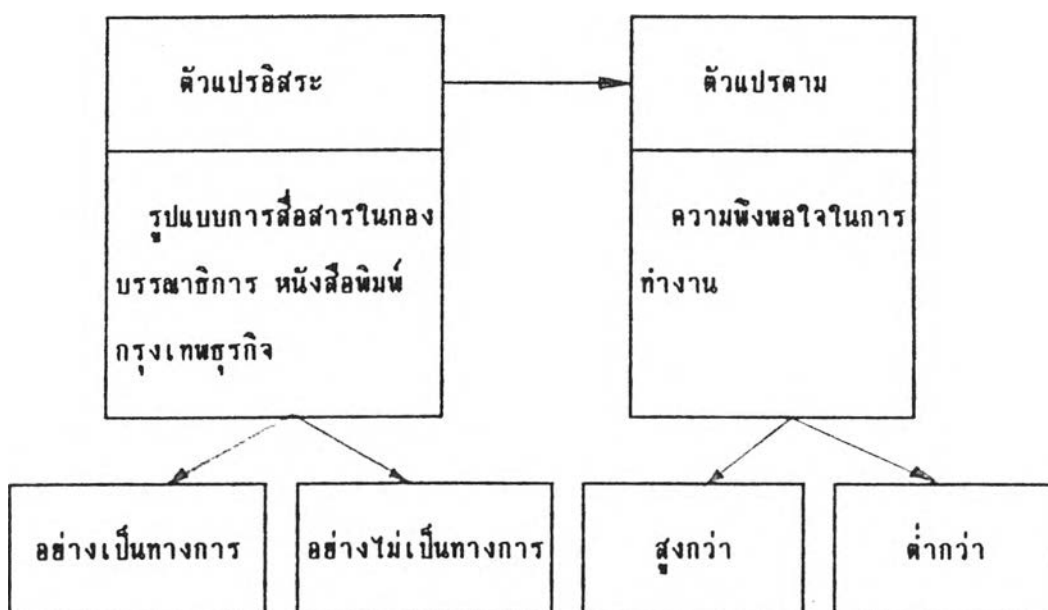 ตัวแปรอิสระ
ตัวแปรตาม
รูปแบบการสื่อสารในกอง
บรรณาธิการ หนังสือพิมพ์
กรุงเทพธุรกิจ
ความพึงพอใจในการ
ทำงาน
อย่างเป็นทางการ
อย่างไม่เป็นทางการ
สูงกว่า
ต่ำกว่า